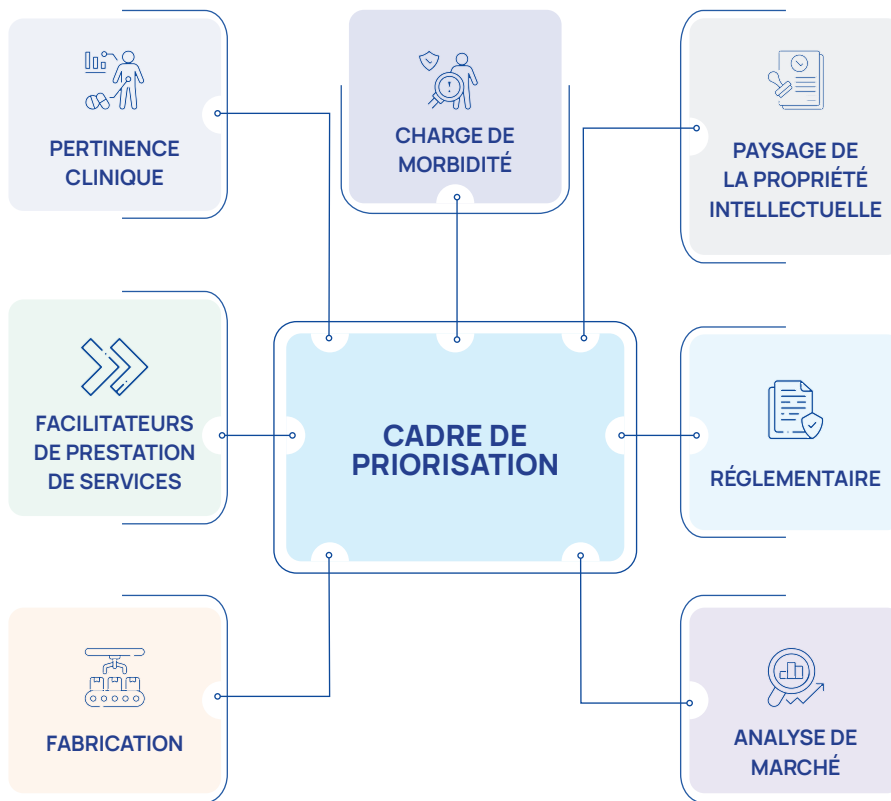 PERTINENCE
CLINIQUE
CHARGE DE
MORBIDITÉ
PAYSAGE DE
LA PROPRIÉTÉ
INTELLECTUELLE
FACILITATEURS
DE PRESTATION
DE SERVICES
CADRE DE
PRIORISATION
RÉGLEMENTAIRE
FABRICATION
ANALYSE DE
MARCHÉ